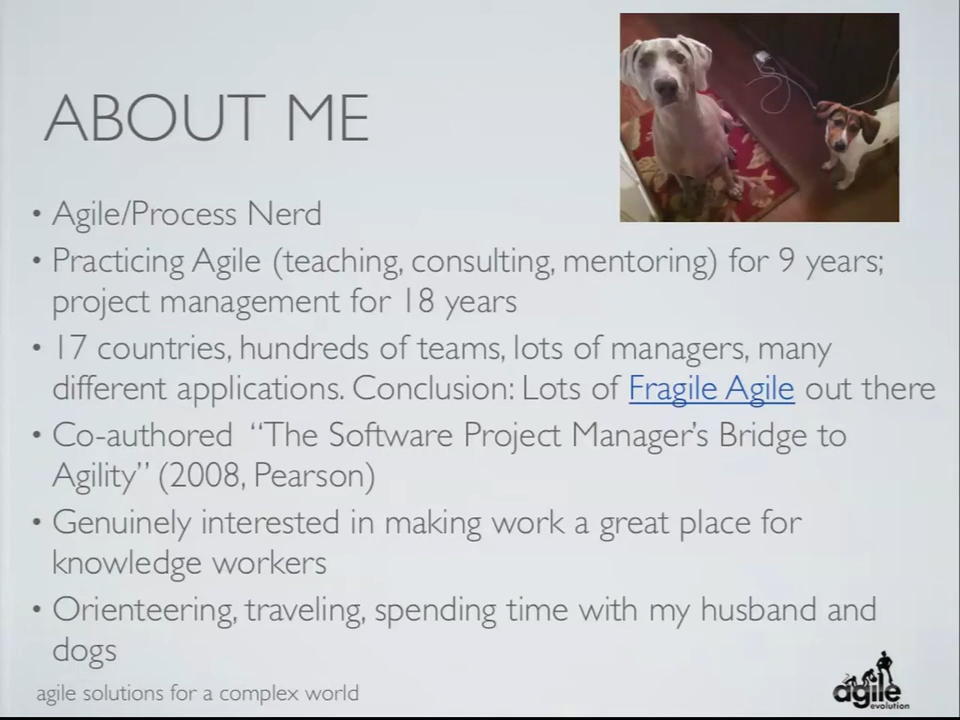 ABOUT ME
• Agile/Process Nerd
• Practicing Agile (teaching, consulting, mentoring) for 9 years;
project management for 18 years
• 17 countries, hundreds of teams, lots of managers, many
different applications. Conclusion: Lots of Fragile Agile out there
• Co-authored “The Software Project Manager’s Bridge to
Agility” (2008, Pearson)
• Genuinely interested in making work a great place for
knowledge workers
• Orienteering, traveling, spending time with my husband and
dogs
agile solutions for a complex world
agile
evolution